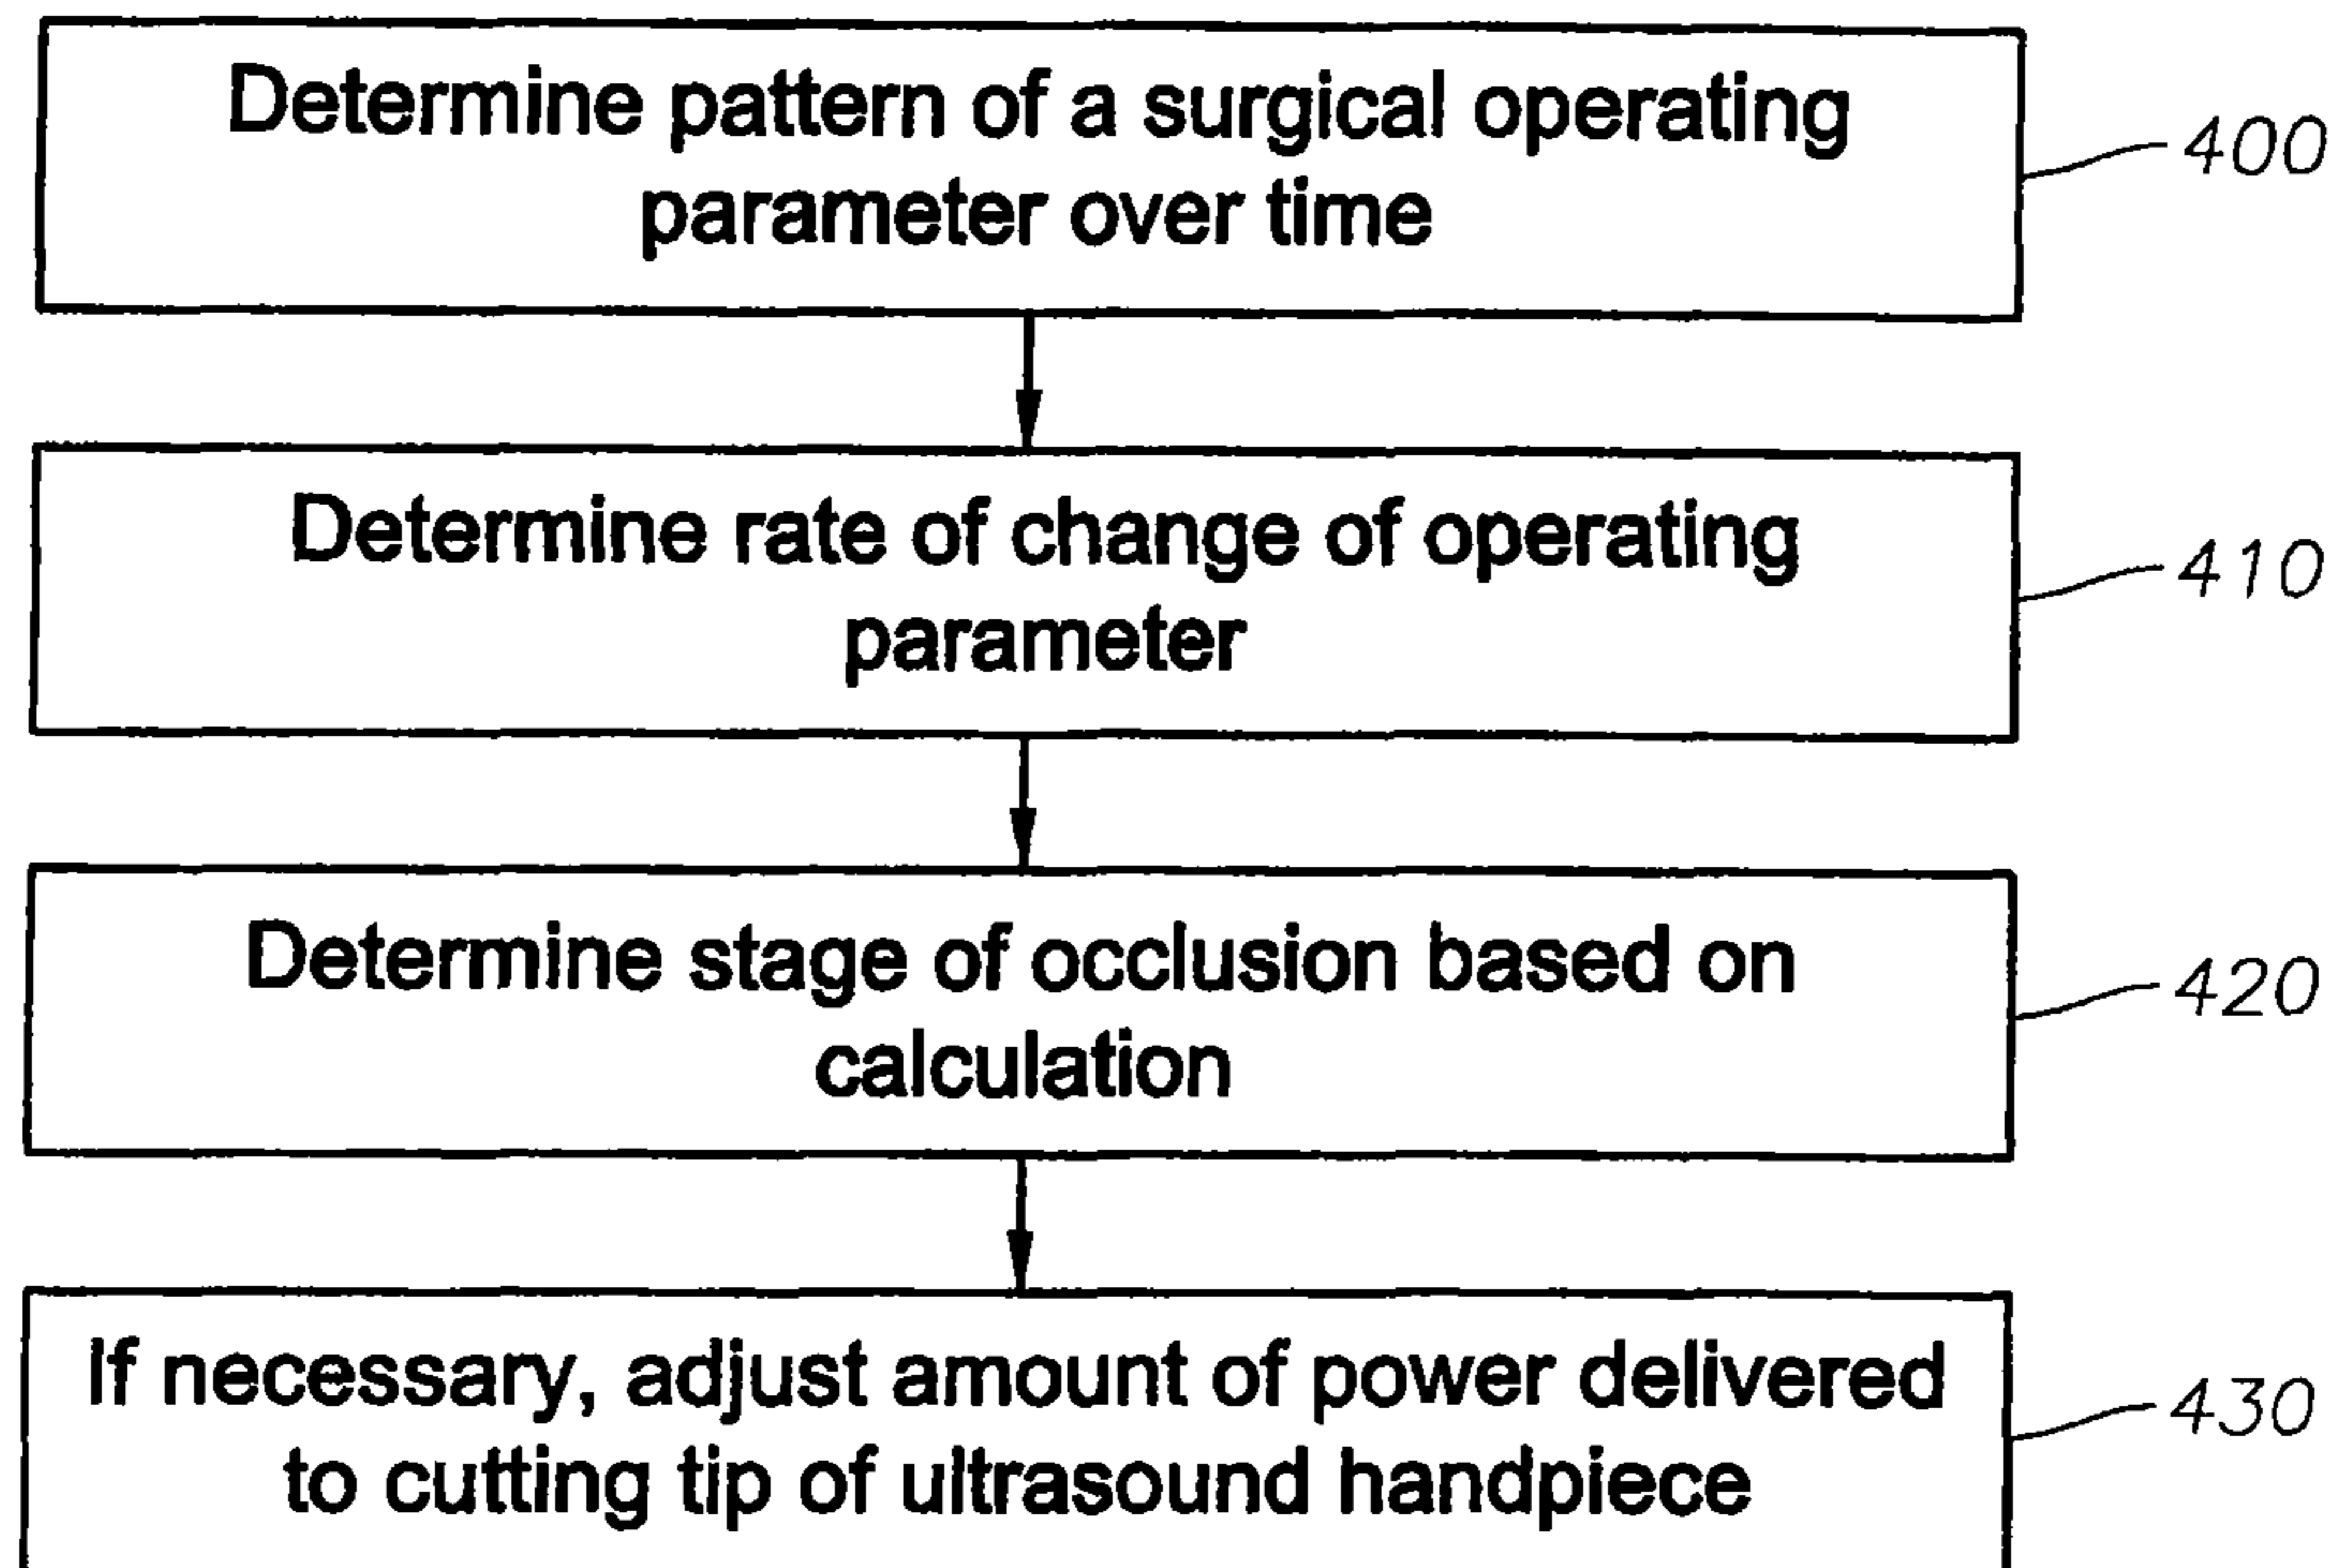 Determine pattern of a surgical operating
parameter over time
400
Determine rate of change of operating
parameter
410
Determine stage of occlusion based on
calculation
420
If necessary, adjust amount of power delivered
to cutting tip of ultrasound handpiece
430